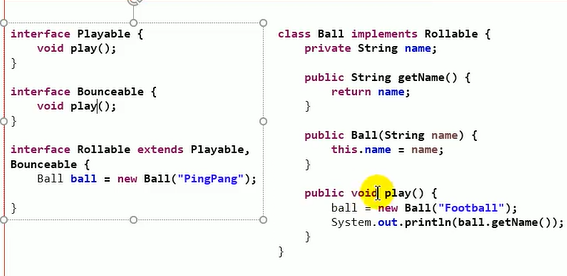 interface Playable {
void play();
}
interface Bounceable {
void play();
}
interface Rollable extends Playable,
Bounceable {
Ball ball = new Ball("PingPang");
}
class Ball implements Rollable {
private String name;
public String getName() {
return name;
}
public Ball(String name) {
this.name = name;
}
public void play() {
ball = new Ball("Football");
System.out.println(ball.getName());
}
}